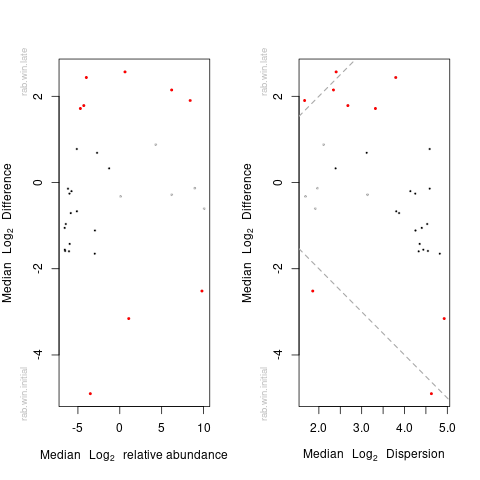 rab.win.late
rab.win.initial
Median Log2 Difference
2
0
-2
-4
-5 0 5 10
Median Log2 relative abundance
rab.win.late
rab.win.initial
Median Log2 Difference
2
0
-2
-4
2.0 3.0 4.0 5.0
Median Log2 Dispersion